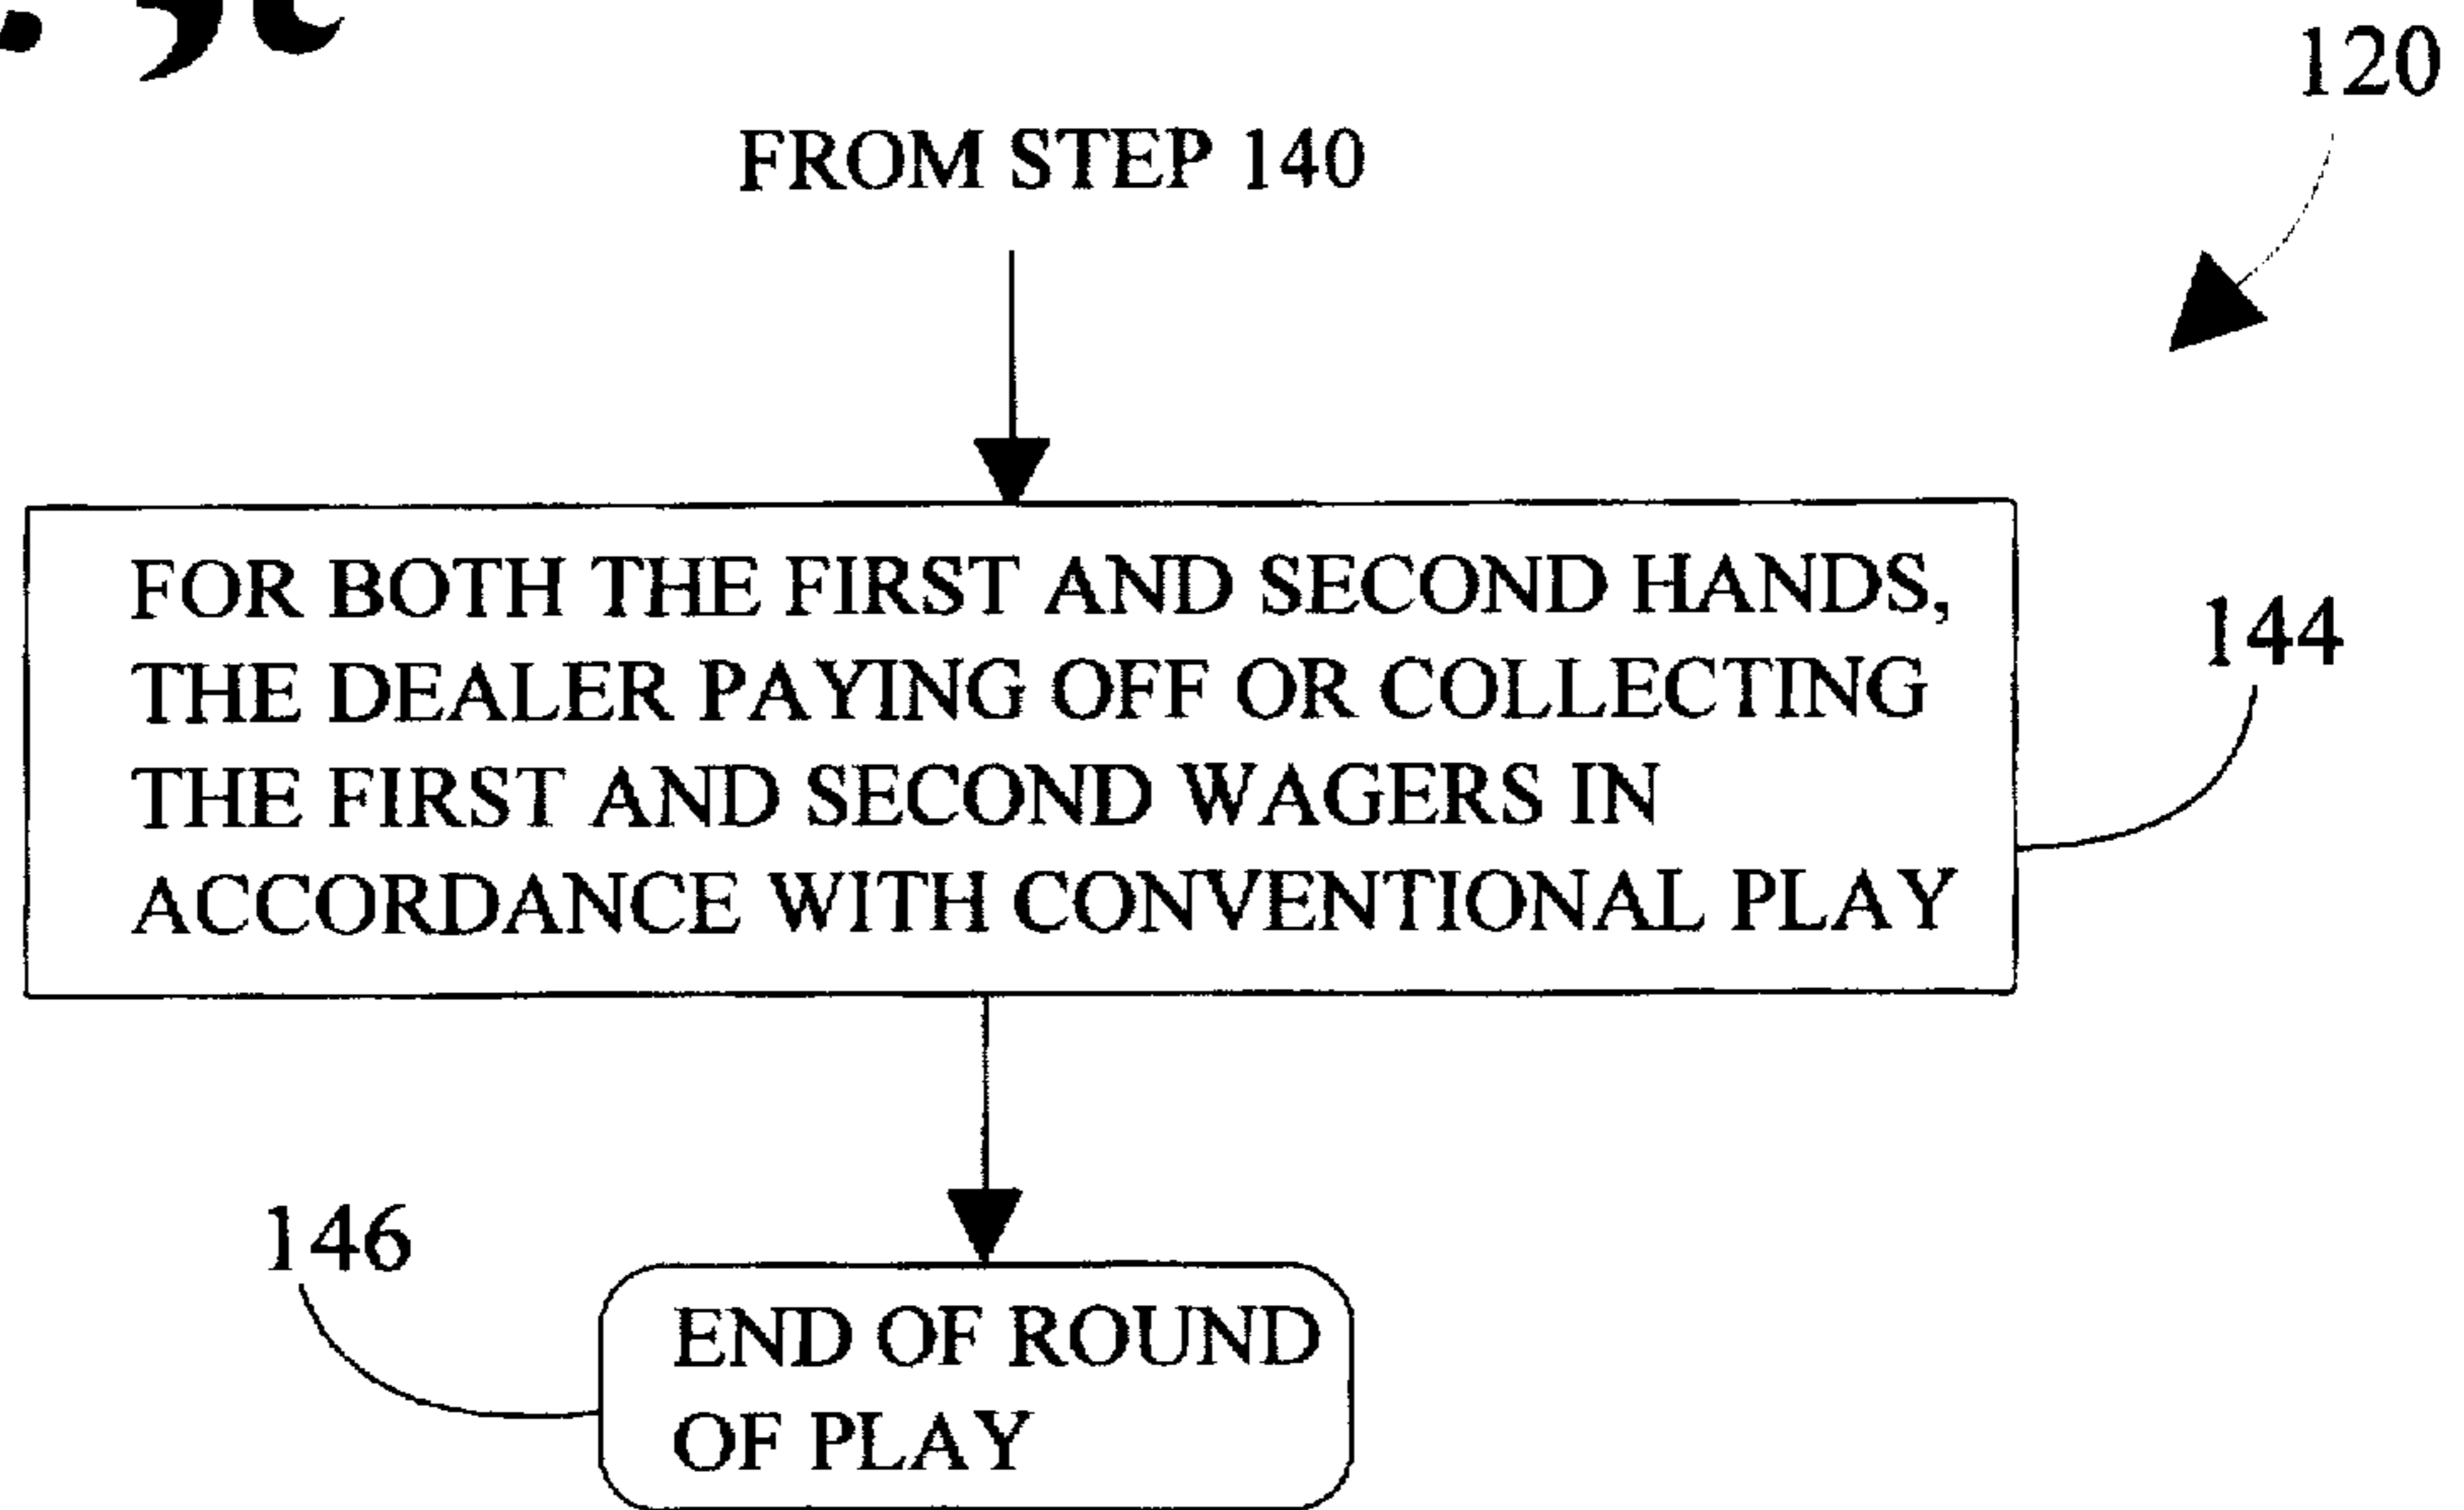 120
FROM STEP 140
FOR BOTH THE FIRST AND SECOND HANDS,
THE DEALER PAYING OFF OR COLLECTING
THE FIRST AND SECOND WAGERS IN
ACCORDANCE WITH CONVENTIONAL PLAY
144
146
END OF ROUND
OF PLAY